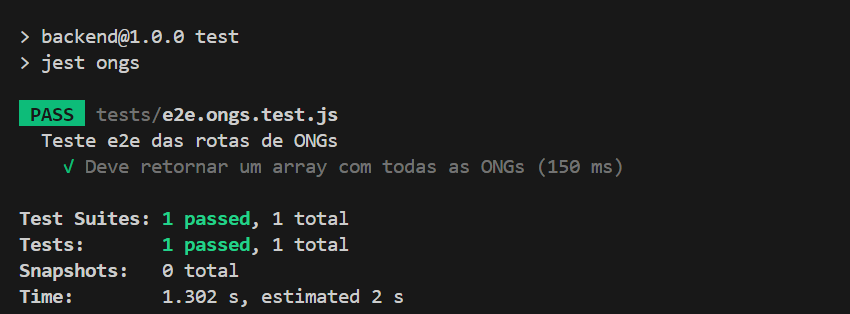 > backend@1.0.0 test
> jest ongs
PASS tests/e2e.ongs.test.js
Teste e2e das rotas de ONGs
√ Deve retornar um array com todas as ONGs (150 ms)
Test Suites: 1 passed, 1 total
Tests: 1 passed, 1 total
Snapshots: 0 total
Time: 1.302 s, estimated 2 s